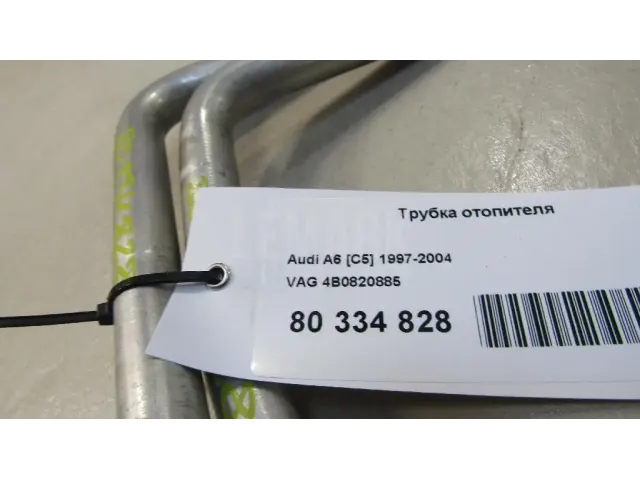 Трубка отопителя
Audi A6 [C5] 1997-2004
VAG 4B0820885
80 334 828